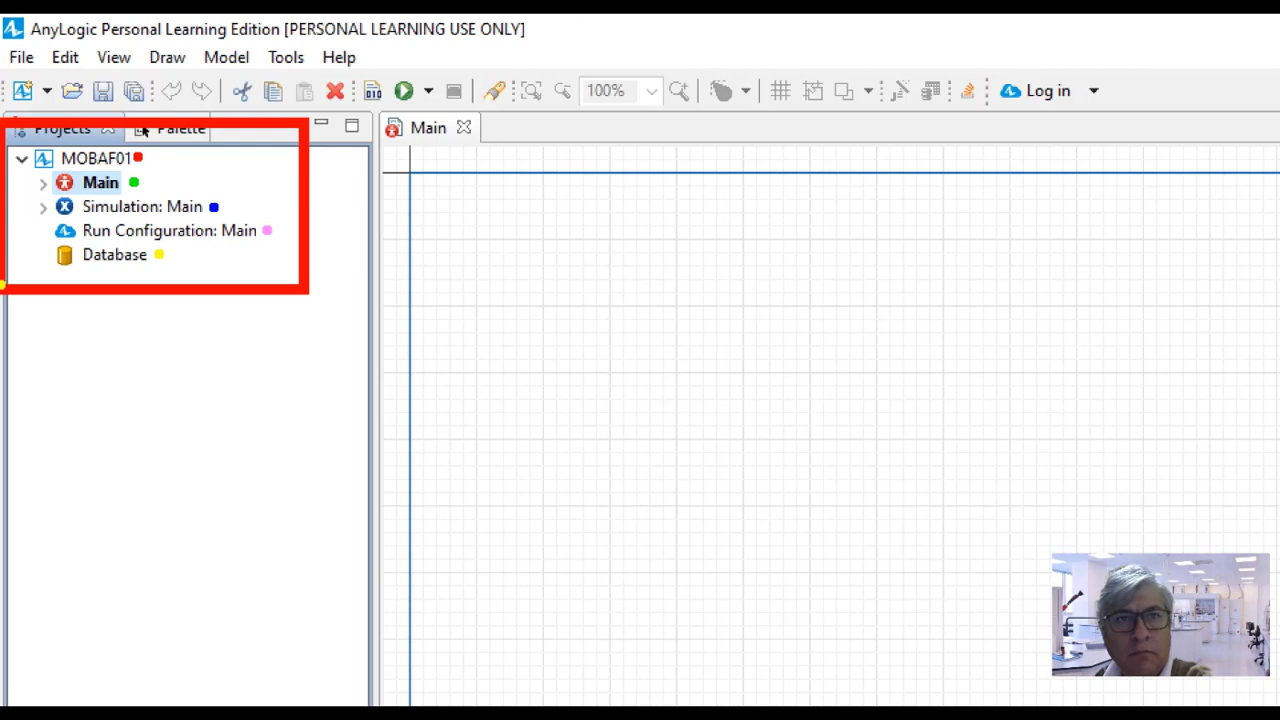 AnyLogic Personal Learning Edition [PERSONAL LEARNING USE ONLY]
File Edit View Draw Model Tools Help
100% Log in
Projects Palette Main
MOBAF01
Main
Simulation: Main
Run Configuration: Main
Database